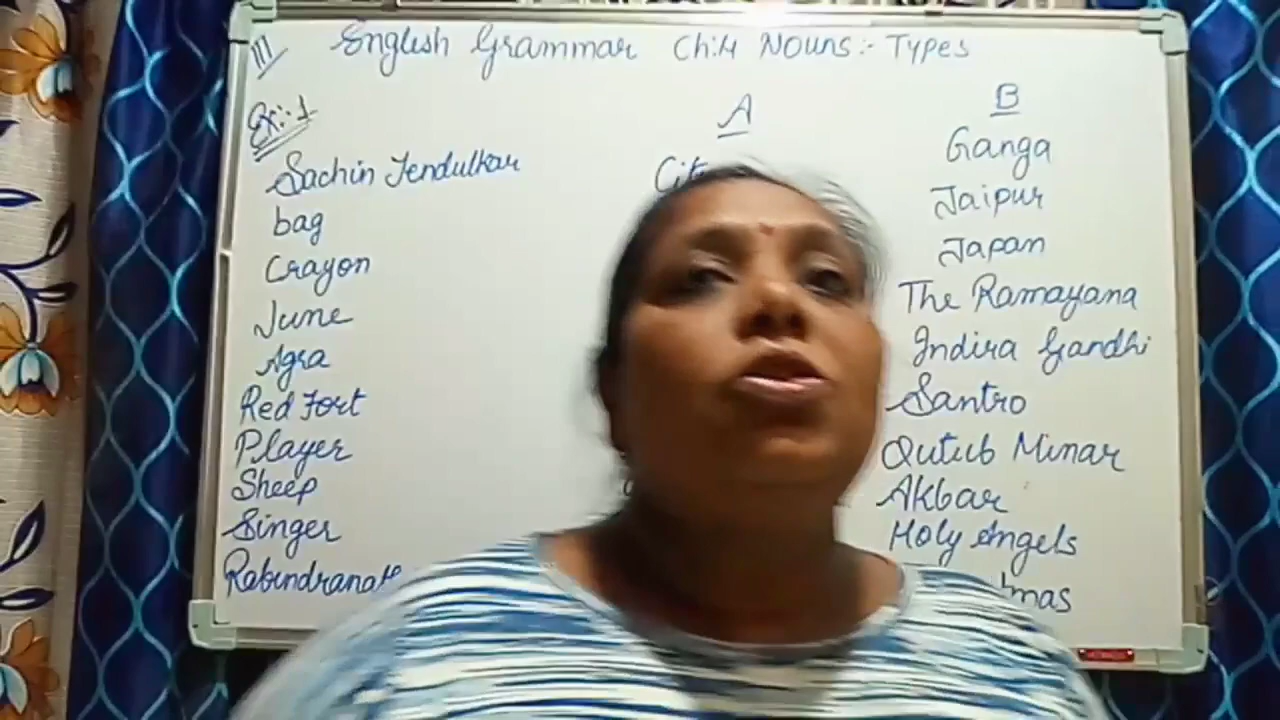 III English Grammar Ch:4 Nouns:- Types
Ex:-1
Sachin Tendulkar
bag
Crayon
June
Agra
Red Fort
Player
Sheep
Singer
A
B
Ganga
Jaipur
Japan
The Ramayana
Indira Gandhi
Santro
Qutub Minar
Akbar
Holy Angels